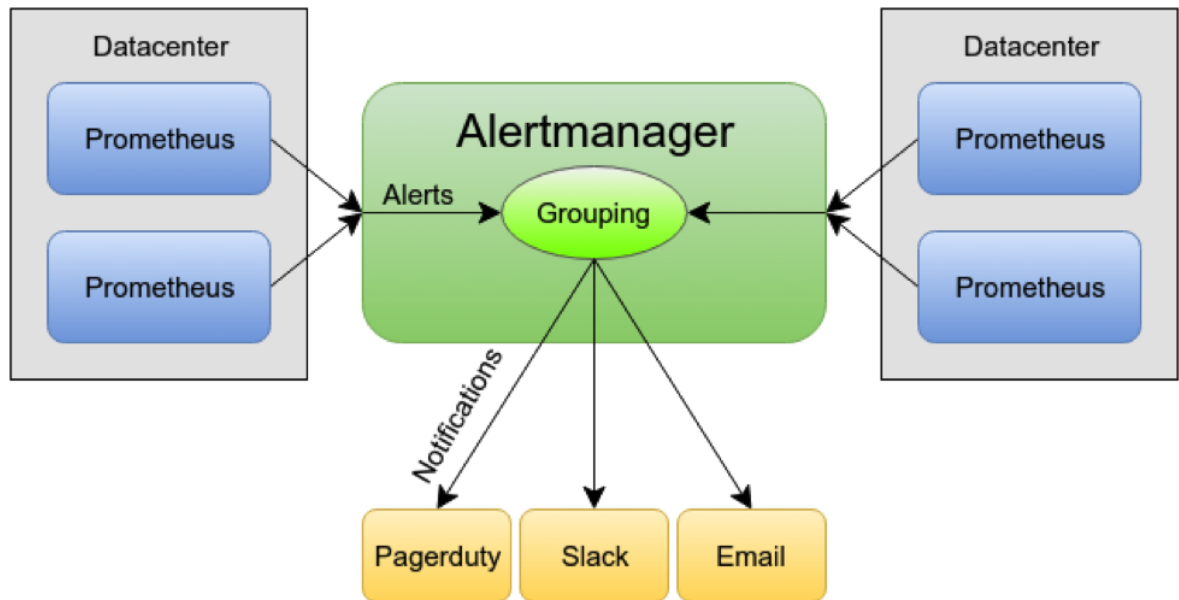 Datacenter
Prometheus
Prometheus
Alertmanager
Alerts
Grouping
Datacenter
Prometheus
Prometheus
Notifications
Pagerduty
Slack
Email